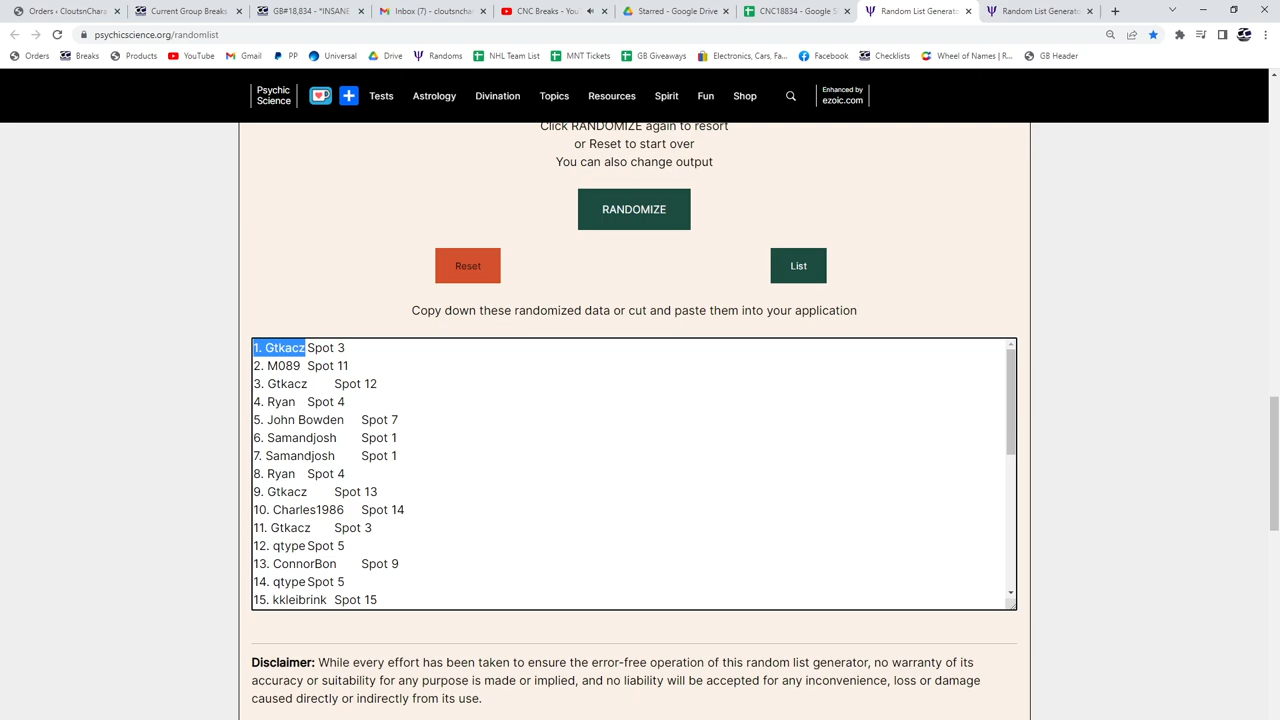 Orders ‹ CloutsnChara
Current Group Breaks
GB#18,834 - *INSANE
Inbox (7) - cloutsnchar
CNC Breaks - You
Starred - Google Drive
CNC18834 - Google S
Random List Generato
Random List Generato
psychicscience.org/randomlist
Orders
Breaks
Products
YouTube
Gmail
PP
Universal
Drive
Randoms
NHL Team List
MNT Tickets
GB Giveaways
Electronics, Cars, Fa...
Facebook
Checklists
Wheel of Names | R...
GB Header
Psychic
Science
Tests
Astrology
Divination
Topics
Resources
Spirit
Fun
Shop
Enhanced by
ezoic.com
Click RANDOMIZE again to resort
or Reset to start over
You can also change output
RANDOMIZE
Reset
List
Copy down these randomized data or cut and paste them into your application
1. Gtkacz Spot 3
2. M089 Spot 11
3. Gtkacz Spot 12
4. Ryan Spot 4
5. John Bowden Spot 7
6. Samandjosh Spot 1
7. Samandjosh Spot 1
8. Ryan Spot 4
9. Gtkacz Spot 13
10. Charles1986 Spot 14
11. Gtkacz Spot 3
12. qtype Spot 5
13. ConnorBon Spot 9
14. qtype Spot 5
15. kkleibrink Spot 15
Disclaimer: While every effort has been taken to ensure the error-free operation of this random list generator, no warranty of its
accuracy or suitability for any purpose is made or implied, and no liability will be accepted for any inconvenience, loss or damage
caused directly or indirectly from its use.